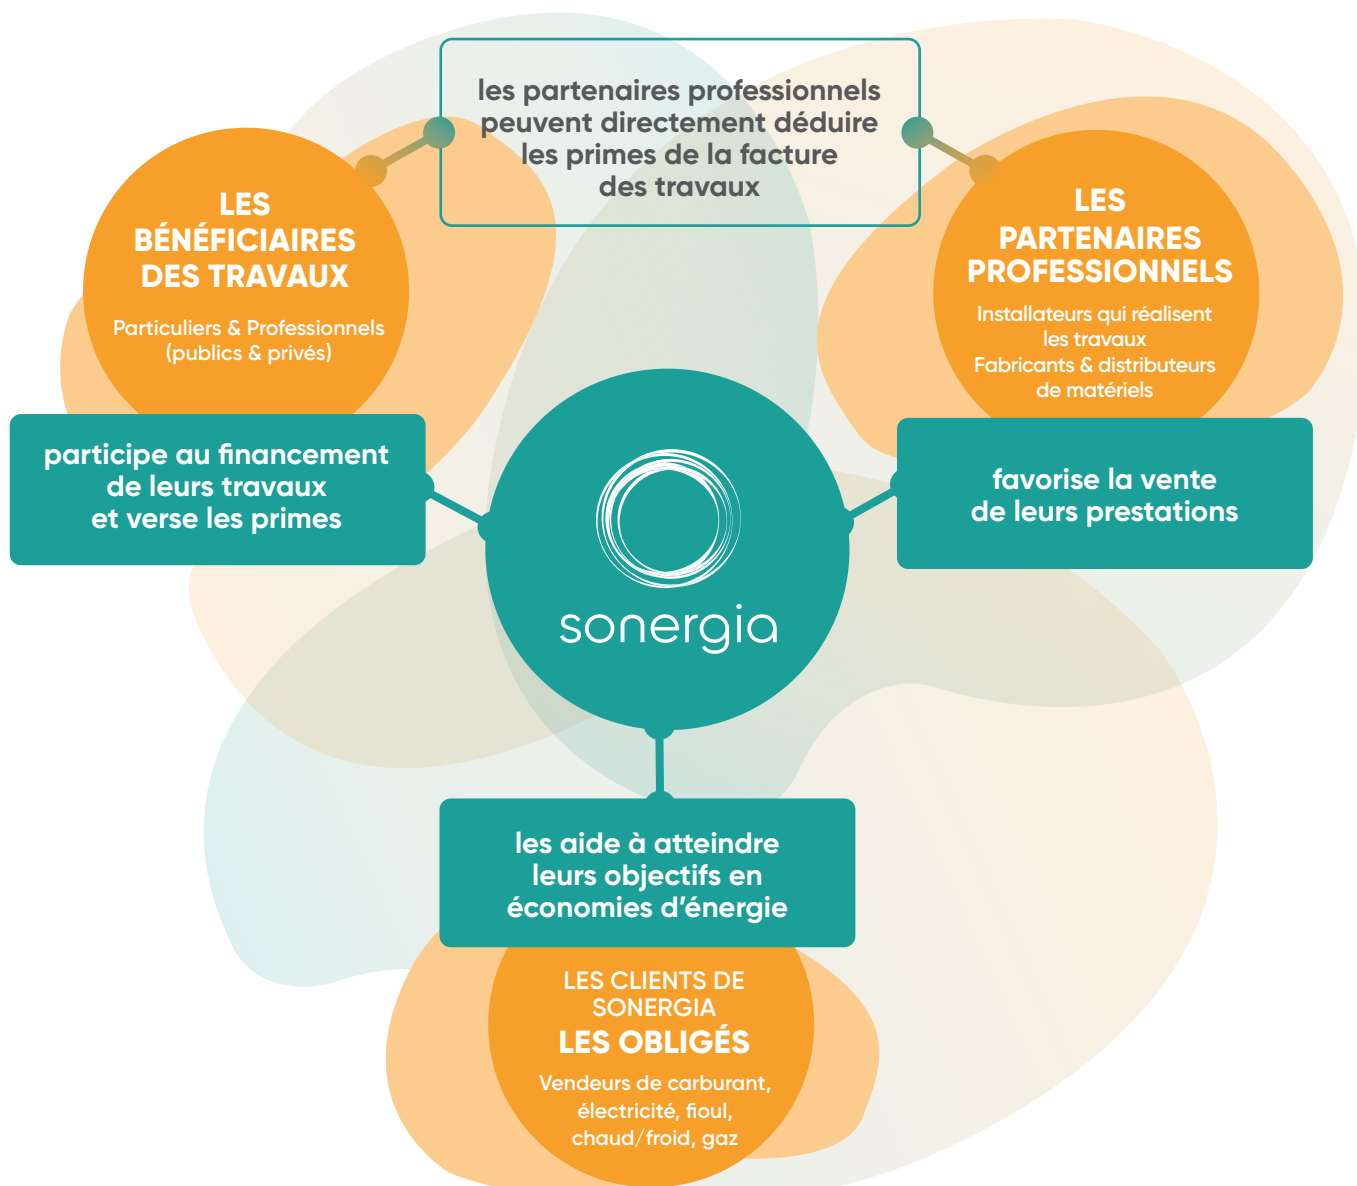 les partenaires professionnels
peuvent directement déduire
les primes de la facture
des travaux
LES
BÉNÉFICIAIRES
DES TRAVAUX
Particuliers & Professionnels
(publics & privés)
LES
PARTENAIRES
PROFESSIONNELS
Installateurs qui réalisent
les travaux
Fabricants & distributeurs
de matériels
participe au financement
de leurs travaux
et verse les primes
favorise la vente
de leurs prestations
sonergia
les aide à atteindre
leurs objectifs en
économies d'énergie
LES CLIENTS DE
SONERGIA
LES OBLIGÉS
Vendeurs de carburant,
électricité, fioul,
chaud/froid, gaz